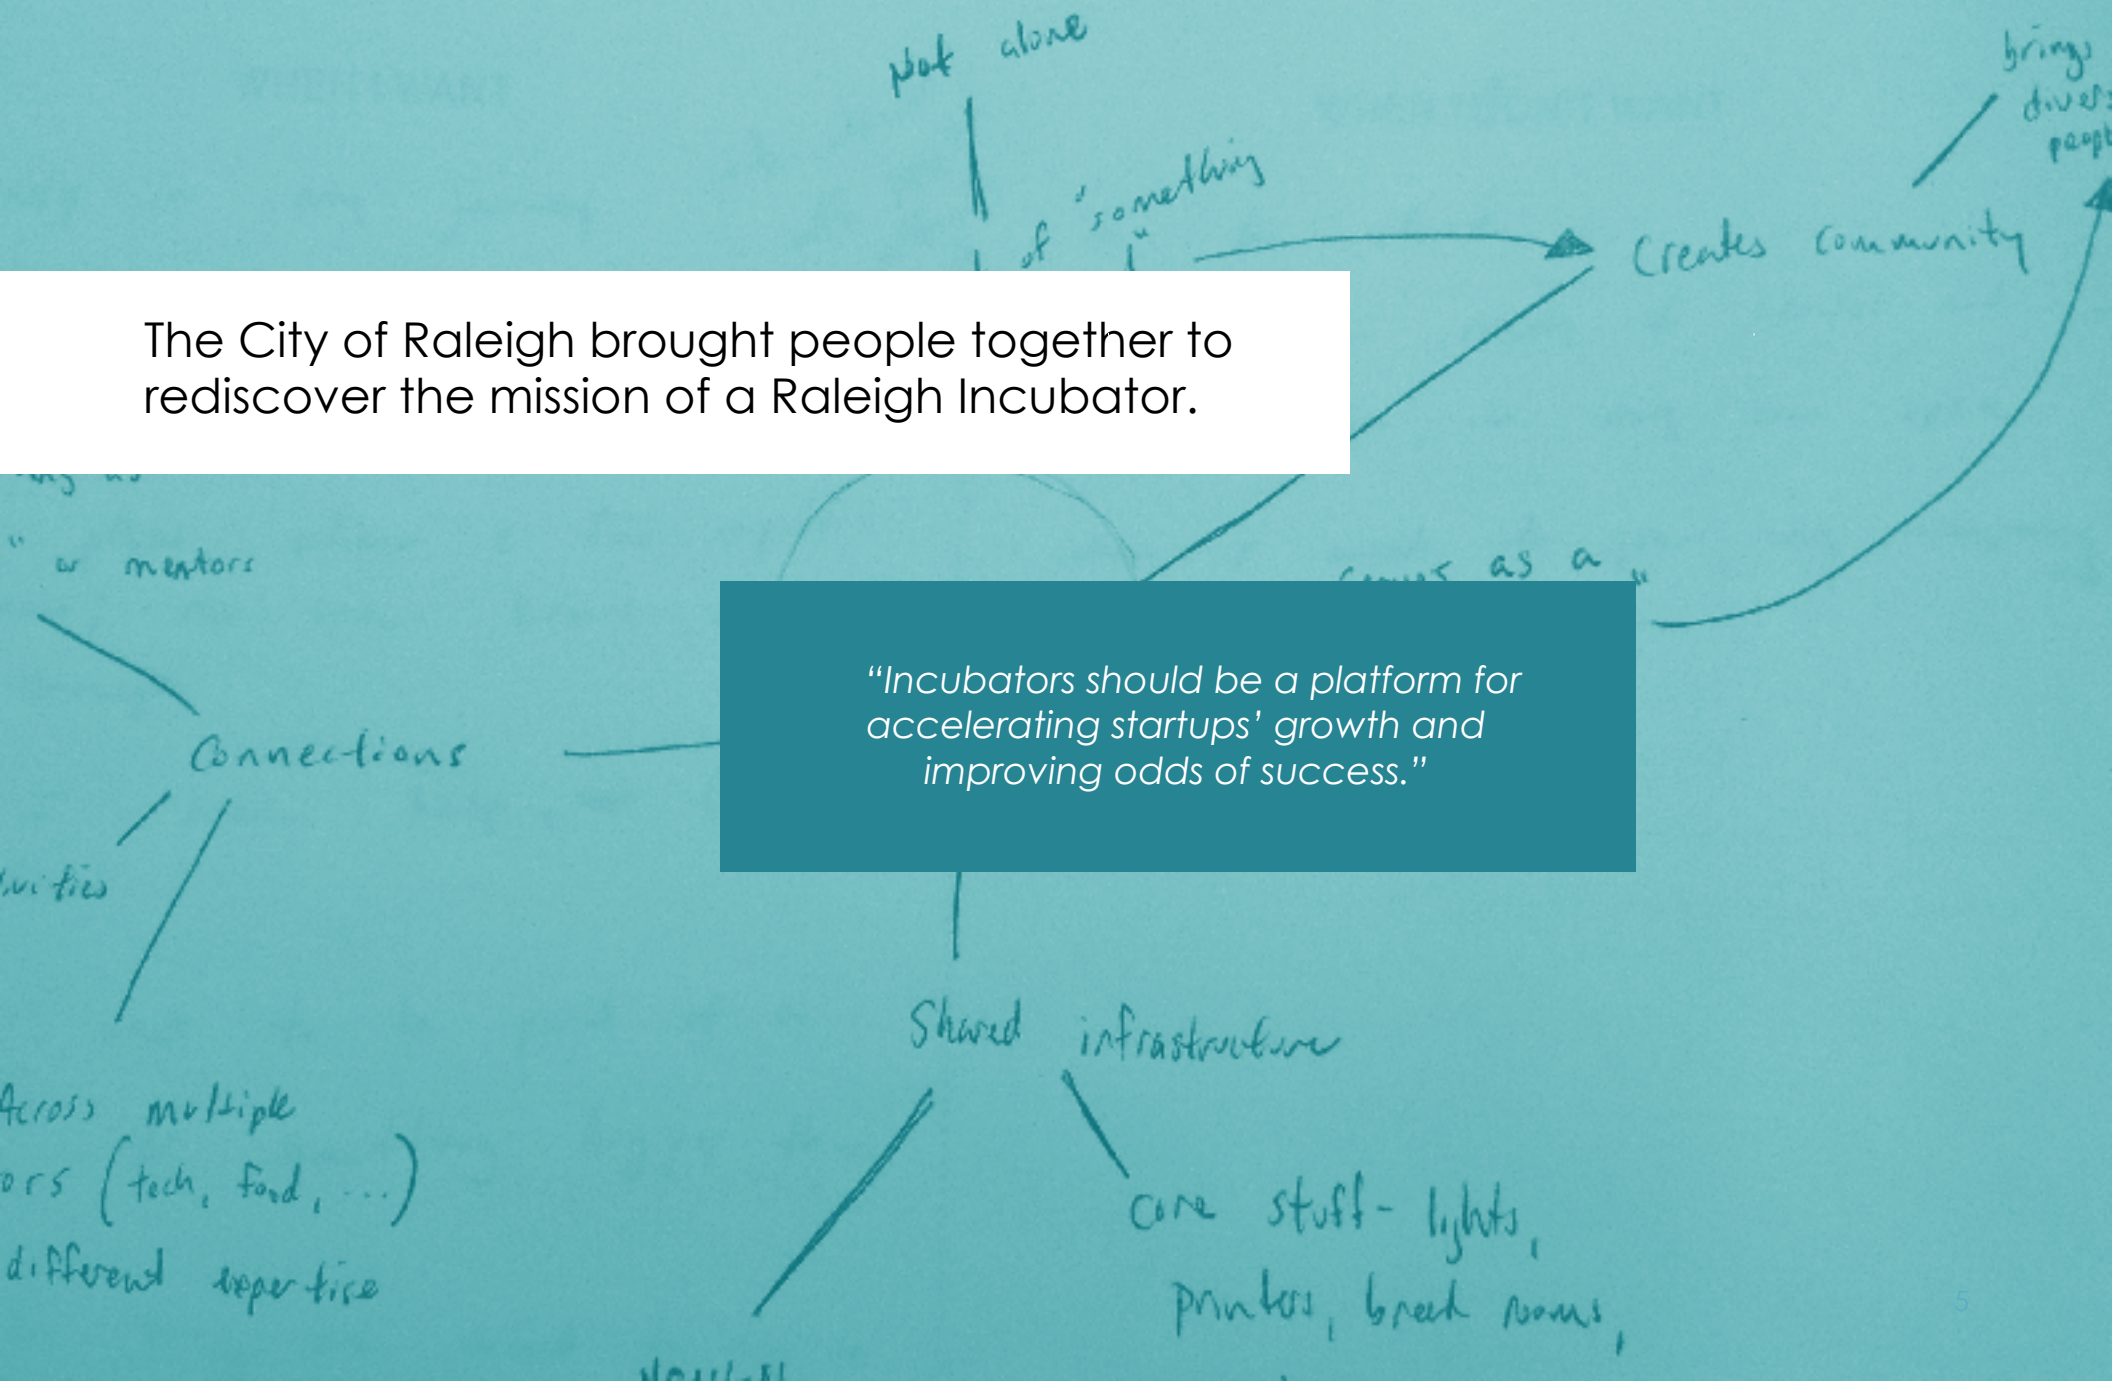 Not alone
brings
of "something
Creates community
The City of Raleigh brought people together to
rediscover the mission of a Raleigh Incubator.
mentors
as a
“Incubators should be a platform for
accelerating startups’ growth and
improving odds of success.”
Connections
Shared infrastructure
Across multiple
(tech, food, ...)
different expertise
core stuff - lights,
printers, break rooms,
5